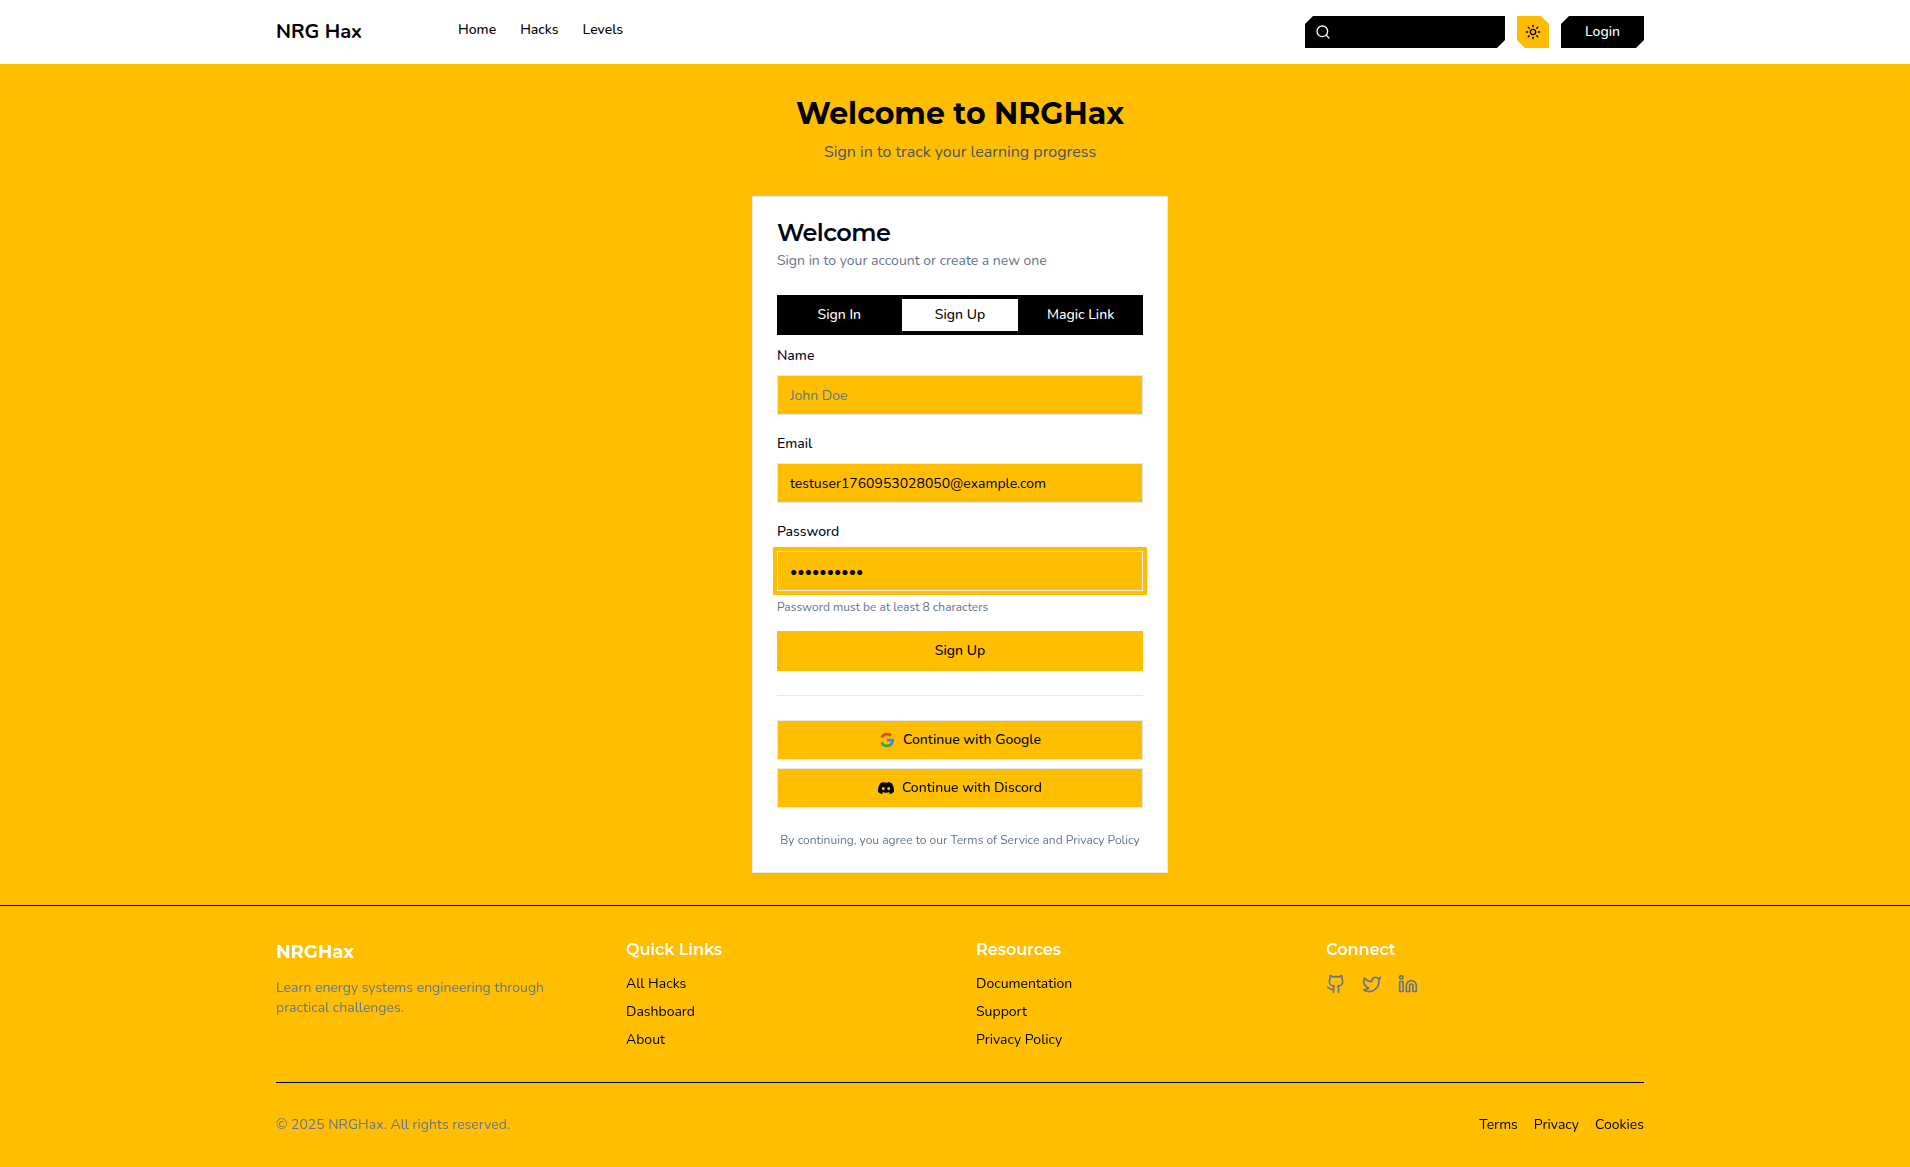 NRG Hax
Home
Hacks
Levels
Login
Welcome to NRGHax
Sign in to track your learning progress
Welcome
Sign in to your account or create a new one
Sign In
Sign Up
Magic Link
Name
John Doe
Email
testuser1760953028050@example.com
Password
••••••••••
Password must be at least 8 characters
Sign Up
Continue with Google
Continue with Discord
By continuing, you agree to our Terms of Service and Privacy Policy
NRGHax
Learn energy systems engineering through
practical challenges.
Quick Links
All Hacks
Dashboard
About
Resources
Documentation
Support
Privacy Policy
Connect
© 2025 NRGHax. All rights reserved.
Terms
Privacy
Cookies